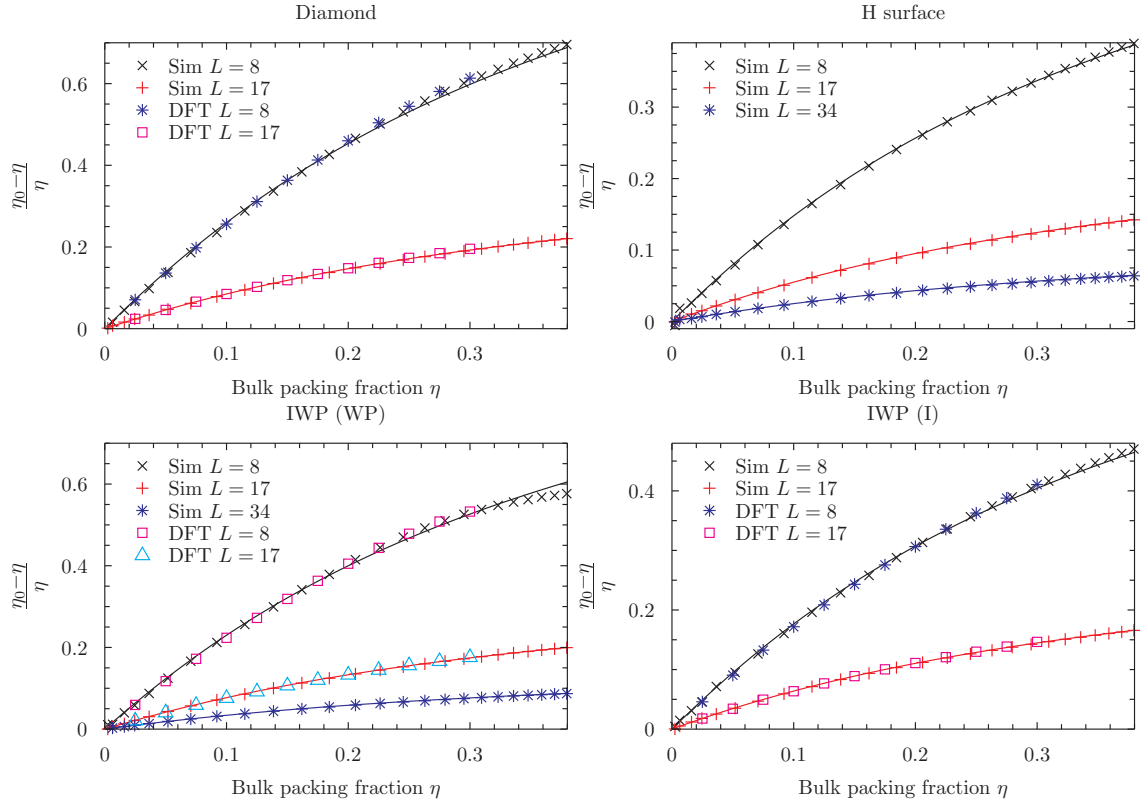 Diamond
0.6
0.4
0.2
0
Sim L = 8
Sim L = 17
DFT L = 8
DFT L = 17
η₀−η
η
0
0.1
0.2
0.3
Bulk packing fraction η
H surface
0.3
0.2
0.1
0
Sim L = 8
Sim L = 17
Sim L = 34
η₀−η
η
0
0.1
0.2
0.3
Bulk packing fraction η
IWP (WP)
0.6
0.4
0.2
0
Sim L = 8
Sim L = 17
Sim L = 34
DFT L = 8
DFT L = 17
η₀−η
η
0
0.1
0.2
0.3
Bulk packing fraction η
IWP (I)
0.4
0.2
0
Sim L = 8
Sim L = 17
DFT L = 8
DFT L = 17
η₀−η
η
0
0.1
0.2
0.3
Bulk packing fraction η